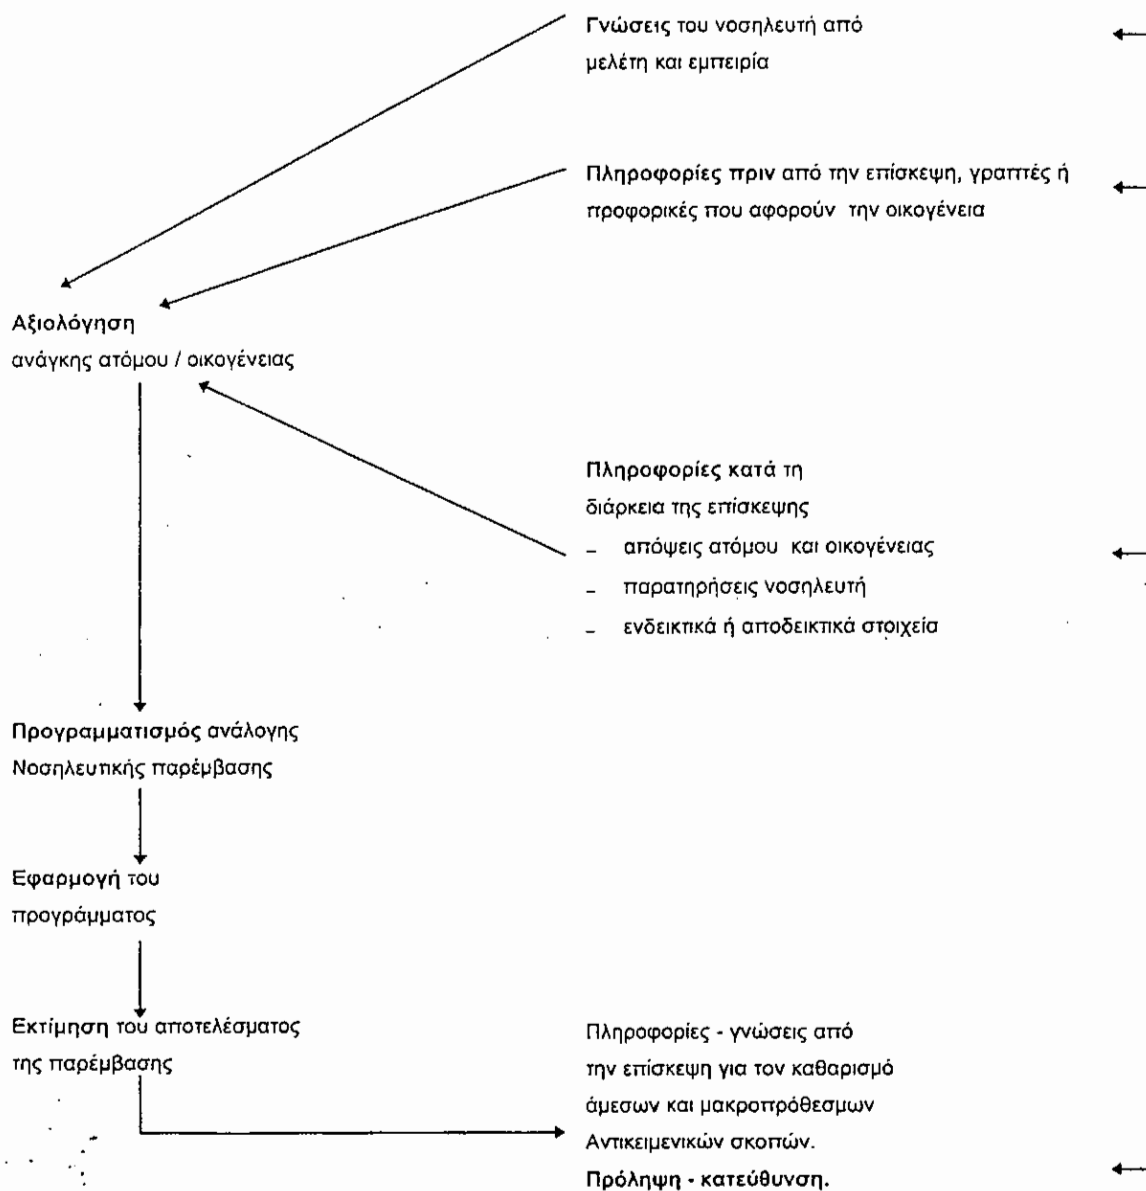 Γνώσεις του νοσηλευτή από
μελέτη και εμπειρία
Πληροφορίες πριν από την επίσκεψη, γραπτές ή
προφορικές που αφορούν την οικογένεια
Αξιολόγηση
ανάγκης ατόμου / οικογένειας
Πληροφορίες κατά τη
διάρκεια της επίσκεψης
- απόψεις ατόμου και οικογένειας
- παρατηρήσεις νοσηλευτή
- ενδεικτικά ή αποδεικτικά στοιχεία
Προγραμματισμός ανάλογης
Νοσηλευτικής παρέμβασης
Εφαρμογή του
προγράμματος
Εκτίμηση του αποτελέσματος
της παρέμβασης
Πληροφορίες - γνώσεις από
την επίσκεψη για τον καθαρισμό
άμεσων και μακροπρόθεσμων
Αντικειμενικών σκοπών.
Πρόληψη - κατεύθυνση.